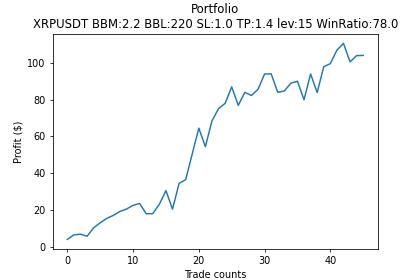 Portfolio
XRPUSDT BBM:2.2 BBL:220 SL:1.0 TP:1.4 lev:15 WinRatio:78.0
100
80
60
40
20
0
Profit ($)
0 10 20 30 40
Trade counts